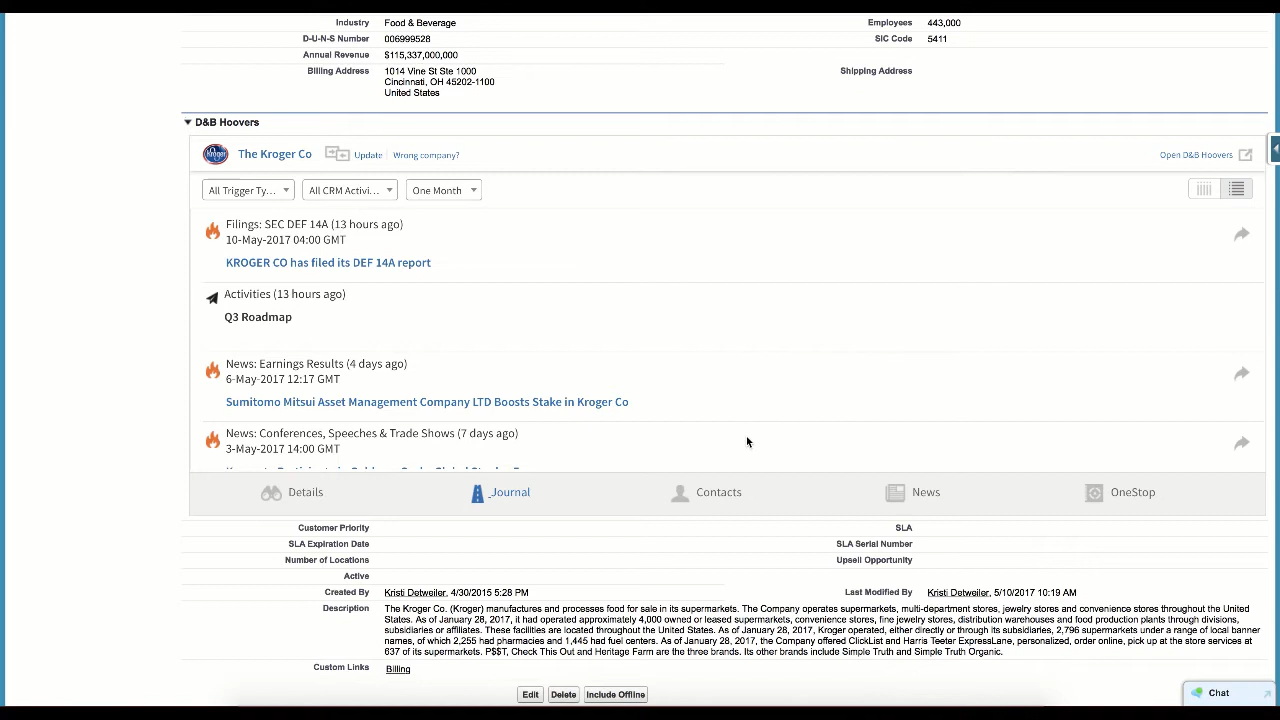 Industry Food & Beverage Employees 443,000
D-U-N-S Number 006999528 SIC Code 5411
Annual Revenue $115,337,000,000
Billing Address 1014 Vine St Ste 1000 Shipping Address
Cincinnati, OH 45202-1100
United States
D&B Hoovers
The Kroger Co Update Wrong company? Open D&B Hoovers
All Trigger Ty... All CRM Activi... One Month
Filings: SEC DEF 14A (13 hours ago)
10-May-2017 04:00 GMT
KROGER CO has filed its DEF 14A report
Activities (13 hours ago)
Q3 Roadmap
News: Earnings Results (4 days ago)
6-May-2017 12:17 GMT
Sumitomo Mitsui Asset Management Company LTD Boosts Stake in Kroger Co
News: Conferences, Speeches & Trade Shows (7 days ago)
3-May-2017 14:00 GMT
Details Journal Contacts News OneStop
Customer Priority SLA
SLA Expiration Date SLA Serial Number
Number of Locations Upsell Opportunity
Active
Created By Kristi Detweiler, 4/30/2015 5:28 PM Last Modified By Kristi Detweiler, 5/10/2017 10:19 AM
Description The Kroger Co. (Kroger) manufactures and processes food for sale in its supermarkets. The Company operates supermarkets, multi-department stores, jewelry stores and convenience stores throughout the United
States. As of January 28, 2017, it had operated approximately 4,000 owned or leased supermarkets, convenience stores, fine jewelry stores, distribution warehouses and food production plants through divisions,
subsidiaries or affiliates. These facilities are located throughout the United States. As of January 28, 2017, Kroger operated, either directly or through its subsidiaries, 2,796 supermarkets under a range of local banner
names, of which 2,255 had pharmacies and 1,445 had fuel centers. As of January 28, 2017, the Company offered ClickList and Harris Teeter ExpressLane, personalized, order online, pick up at the store services at
637 of its supermarkets. P$$T, Check This Out and Heritage Farm are the three brands. Its other brands include Simple Truth and Simple Truth Organic.
Custom Links Billing
Edit Delete Include Offline
Chat